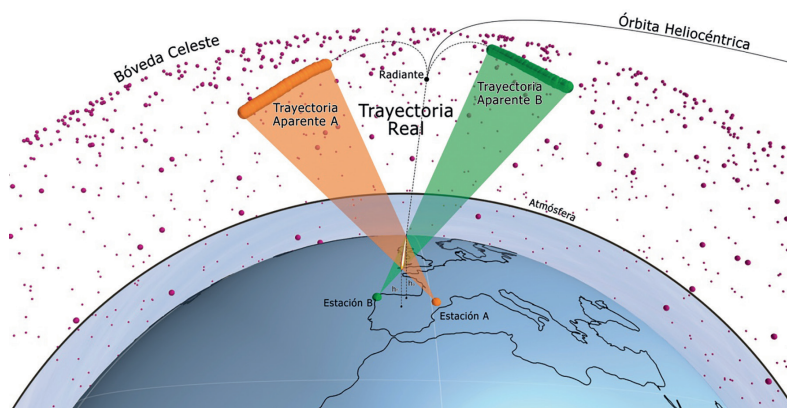 Órbita Heliocéntrica
Bóveda Celeste
Radiante
Trayectoria
Aparente A
Trayectoria
Real
Trayectoria
Aparente B
Atmósfera
h
h
Estación B
Estación A